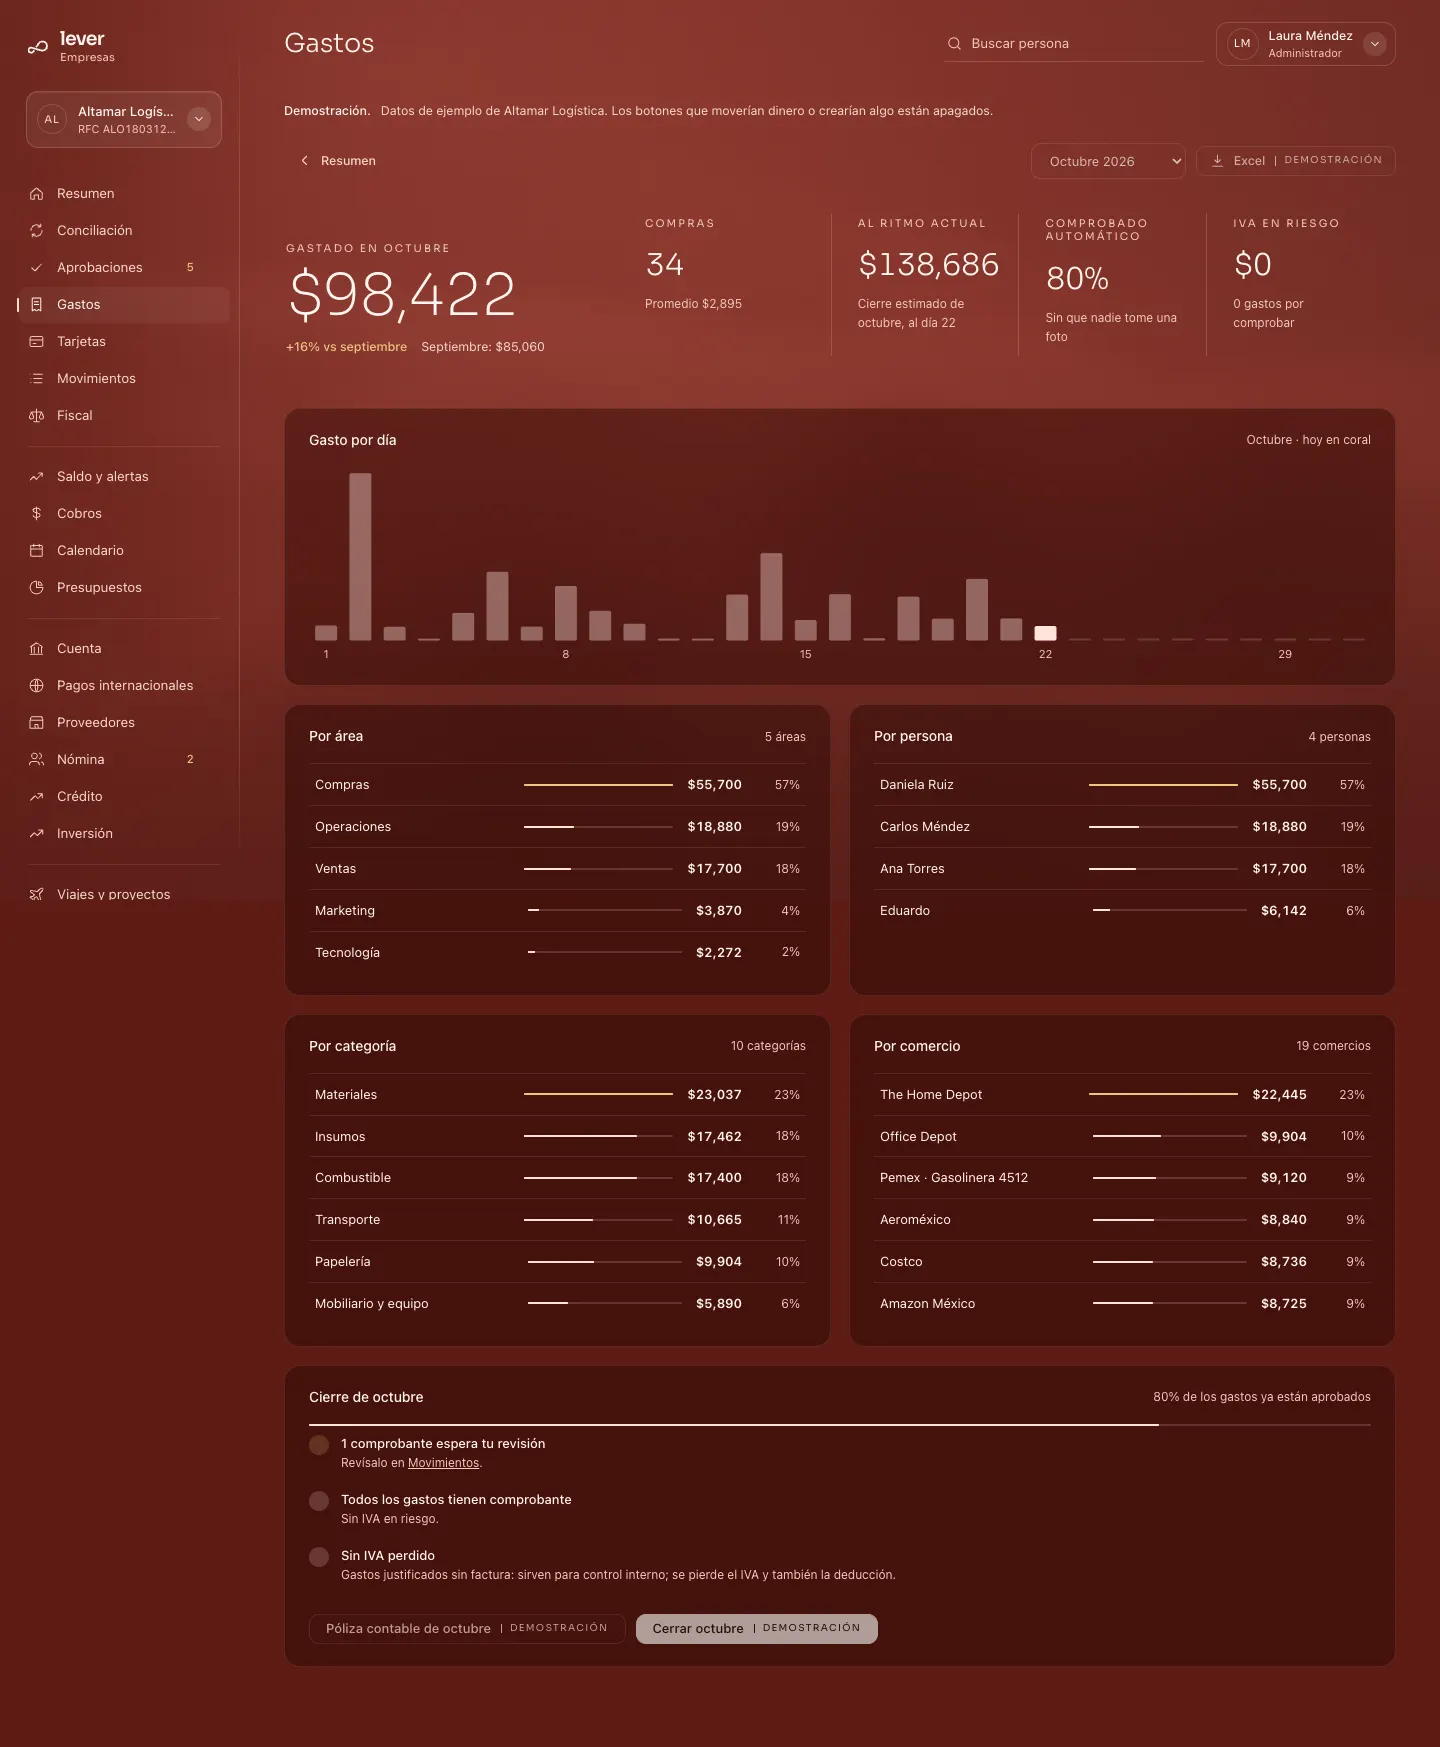 lever
Empresas
AL
Altamar Logís...
RFC ALO180312...
Resumen
Conciliación
Aprobaciones 5
Gastos
Tarjetas
Movimientos
Fiscal
Saldo y alertas
Cobros
Calendario
Presupuestos
Cuenta
Pagos internacionales
Proveedores
Nómina 2
Crédito
Inversión
Viajes y proyectos
Gastos
Buscar persona
LM
Laura Méndez
Administrador
Demostración. Datos de ejemplo de Altamar Logística. Los botones que moverían dinero o crearían algo están apagados.
Resumen
Octubre 2026
Excel | DEMOSTRACIÓN
GASTADO EN OCTUBRE
$98,422
+16% vs septiembre Septiembre: $85,060
COMPRAS
34
Promedio $2,895
AL RITMO ACTUAL
$138,686
Cierre estimado de
octubre, al día 22
COMPROBADO
AUTOMÁTICO
80%
Sin que nadie tome una
foto
IVA EN RIESGO
$0
0 gastos por
comprobar
Gasto por día
Octubre · hoy en coral
1 8 15 22 29
Por área
5 áreas
Compras $55,700 57%
Operaciones $18,880 19%
Ventas $17,700 18%
Marketing $3,870 4%
Tecnología $2,272 2%
Por persona
4 personas
Daniela Ruiz $55,700 57%
Carlos Méndez $18,880 19%
Ana Torres $17,700 18%
Eduardo $6,142 6%
Por categoría
10 categorías
Materiales $23,037 23%
Insumos $17,462 18%
Combustible $17,400 18%
Transporte $10,665 11%
Papelería $9,904 10%
Mobiliario y equipo $5,890 6%
Por comercio
19 comercios
The Home Depot $22,445 23%
Office Depot $9,904 10%
Pemex · Gasolinera 4512 $9,120 9%
Aeroméxico $8,840 9%
Costco $8,736 9%
Amazon México $8,725 9%
Cierre de octubre
80% de los gastos ya están aprobados
1 comprobante espera tu revisión
Revísalo en Movimientos.
Todos los gastos tienen comprobante
Sin IVA en riesgo.
Sin IVA perdido
Gastos justificados sin factura: sirven para control interno; se pierde el IVA y también la deducción.
Póliza contable de octubre | DEMOSTRACIÓN
Cerrar octubre | DEMOSTRACIÓN